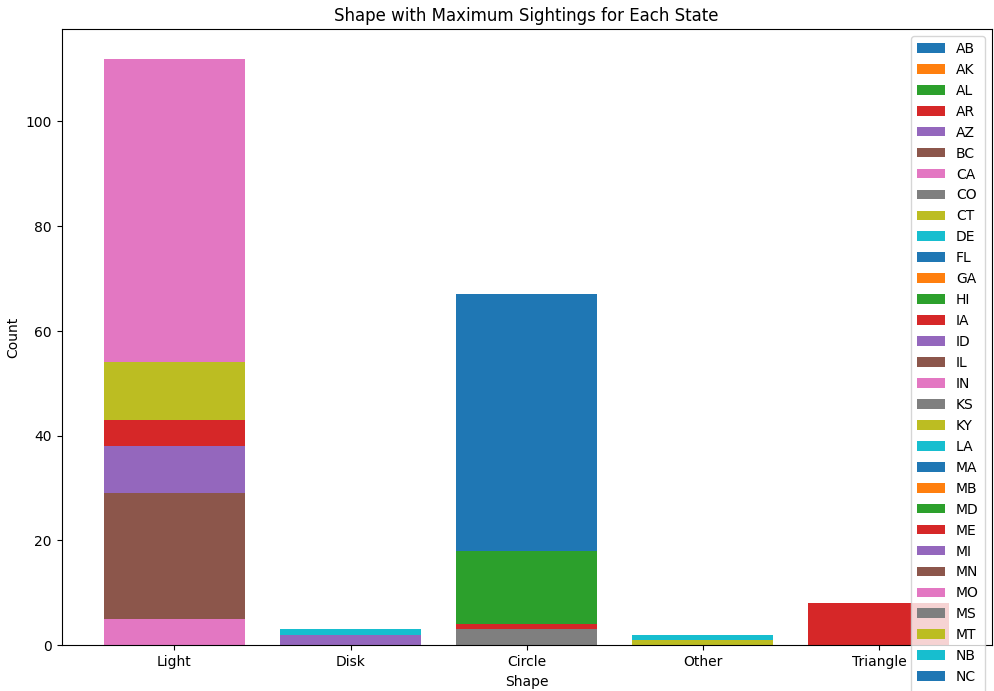 Shape with Maximum Sightings for Each State
Count
100
80
60
40
20
0
Light
Disk
Circle
Other
Triangle
Shape
AB
AK
AL
AR
AZ
BC
CA
CO
CT
DE
FL
GA
HI
IA
ID
IL
IN
KS
KY
LA
MA
MB
MD
ME
MI
MN
MO
MS
MT
NB
NC